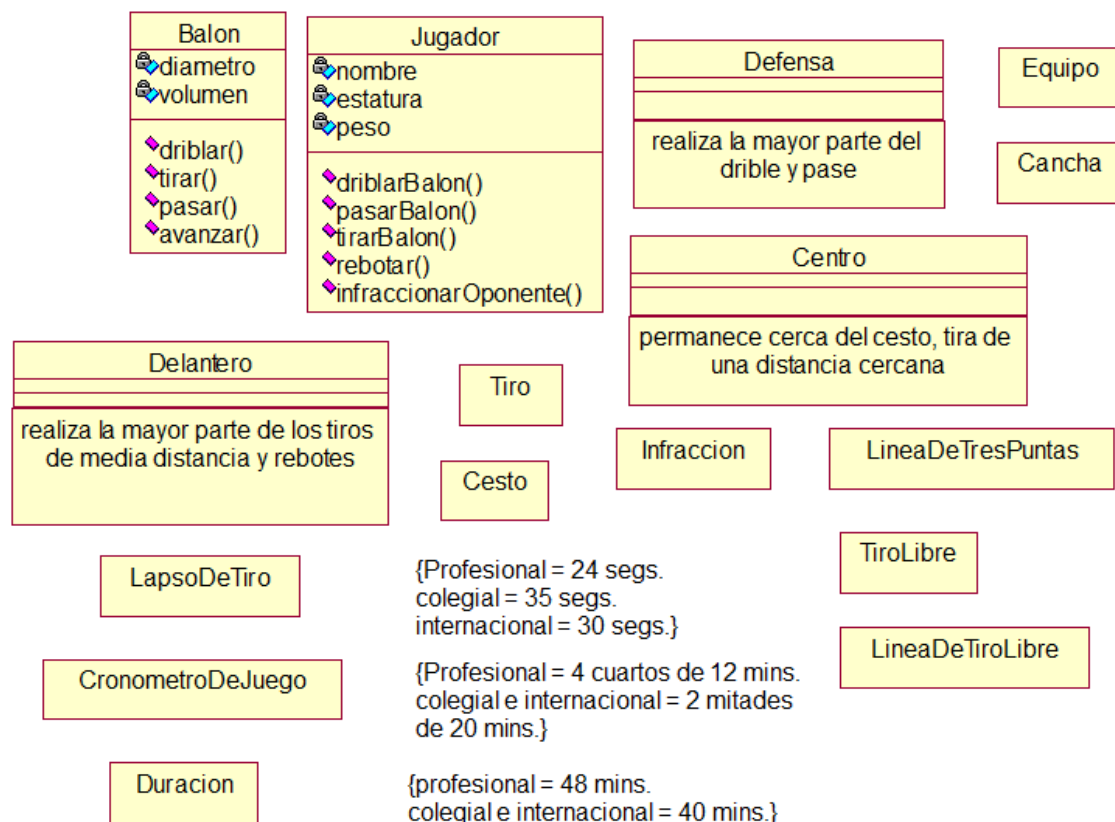 Balon
diametro
volumen
driblar()
tirar()
pasar()
avanzar()
Jugador
nombre
estatura
peso
driblarBalon()
pasarBalon()
tirarBalon()
rebotar()
infraccionarOponente()
Defensa
realiza la mayor parte del
drible y pase
Equipo
Cancha
Centro
permanece cerca del cesto, tira de
una distancia cercana
Delantero
realiza la mayor parte de los tiros
de media distancia y rebotes
Tiro
Cesto
Infraccion
LineaDeTresPuntas
LapsoDeTiro
{Profesional = 24 segs.
colegial = 35 segs.
internacional = 30 segs.}
TiroLibre
LineaDeTiroLibre
CronometroDeJuego
{Profesional = 4 cuartos de 12 mins.
colegial e internacional = 2 mitades
de 20 mins.}
Duracion
{profesional = 48 mins.
colegial e internacional = 40 mins.}